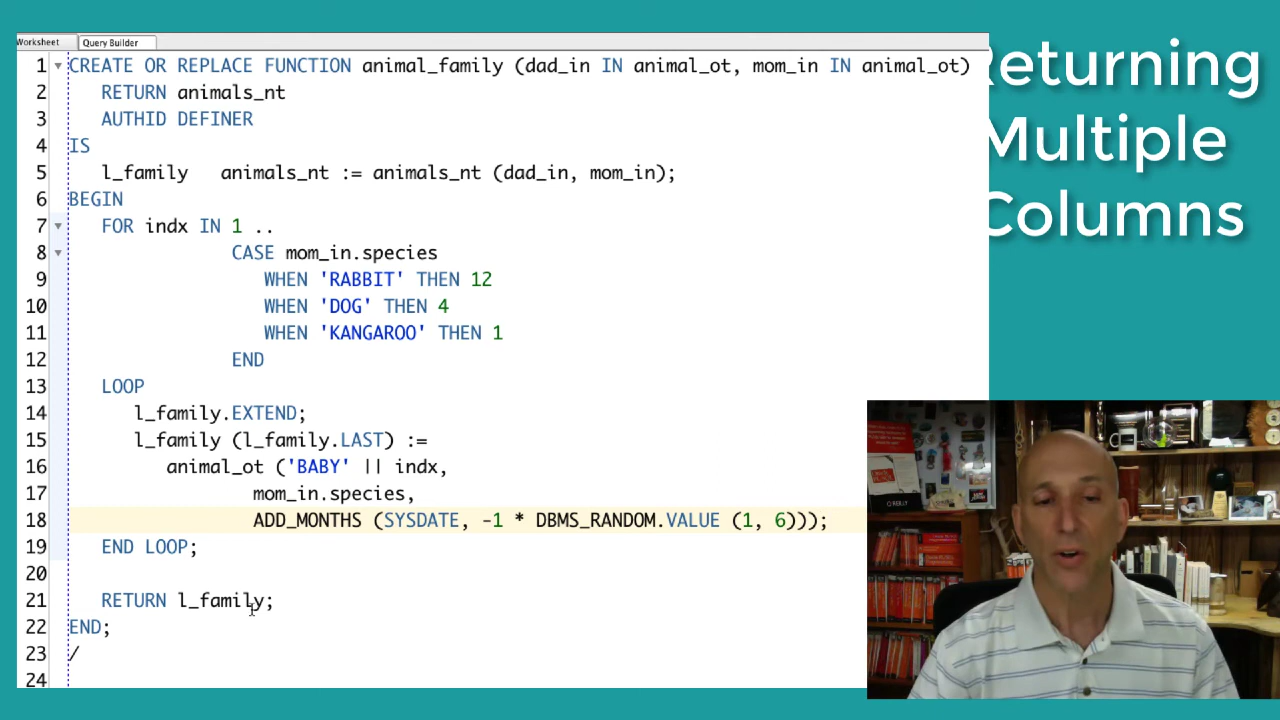 Worksheet Query Builder
1 CREATE OR REPLACE FUNCTION animal_family (dad_in IN animal_ot, mom_in IN animal_ot)
2 RETURN animals_nt
3 AUTHID DEFINER
4 IS
5 l_family animals_nt := animals_nt (dad_in, mom_in);
6 BEGIN
7 FOR indx IN 1 ..
8 CASE mom_in.species
9 WHEN 'RABBIT' THEN 12
10 WHEN 'DOG' THEN 4
11 WHEN 'KANGAROO' THEN 1
12 END
13 LOOP
14 l_family.EXTEND;
15 l_family (l_family.LAST) :=
16 animal_ot ('BABY' || indx,
17 mom_in.species,
18 ADD_MONTHS (SYSDATE, -1 * DBMS_RANDOM.VALUE (1, 6)));
19 END LOOP;
20
21 RETURN l_family;
22 END;
23 /
24
Returning
Multiple
Columns
O'REILLY